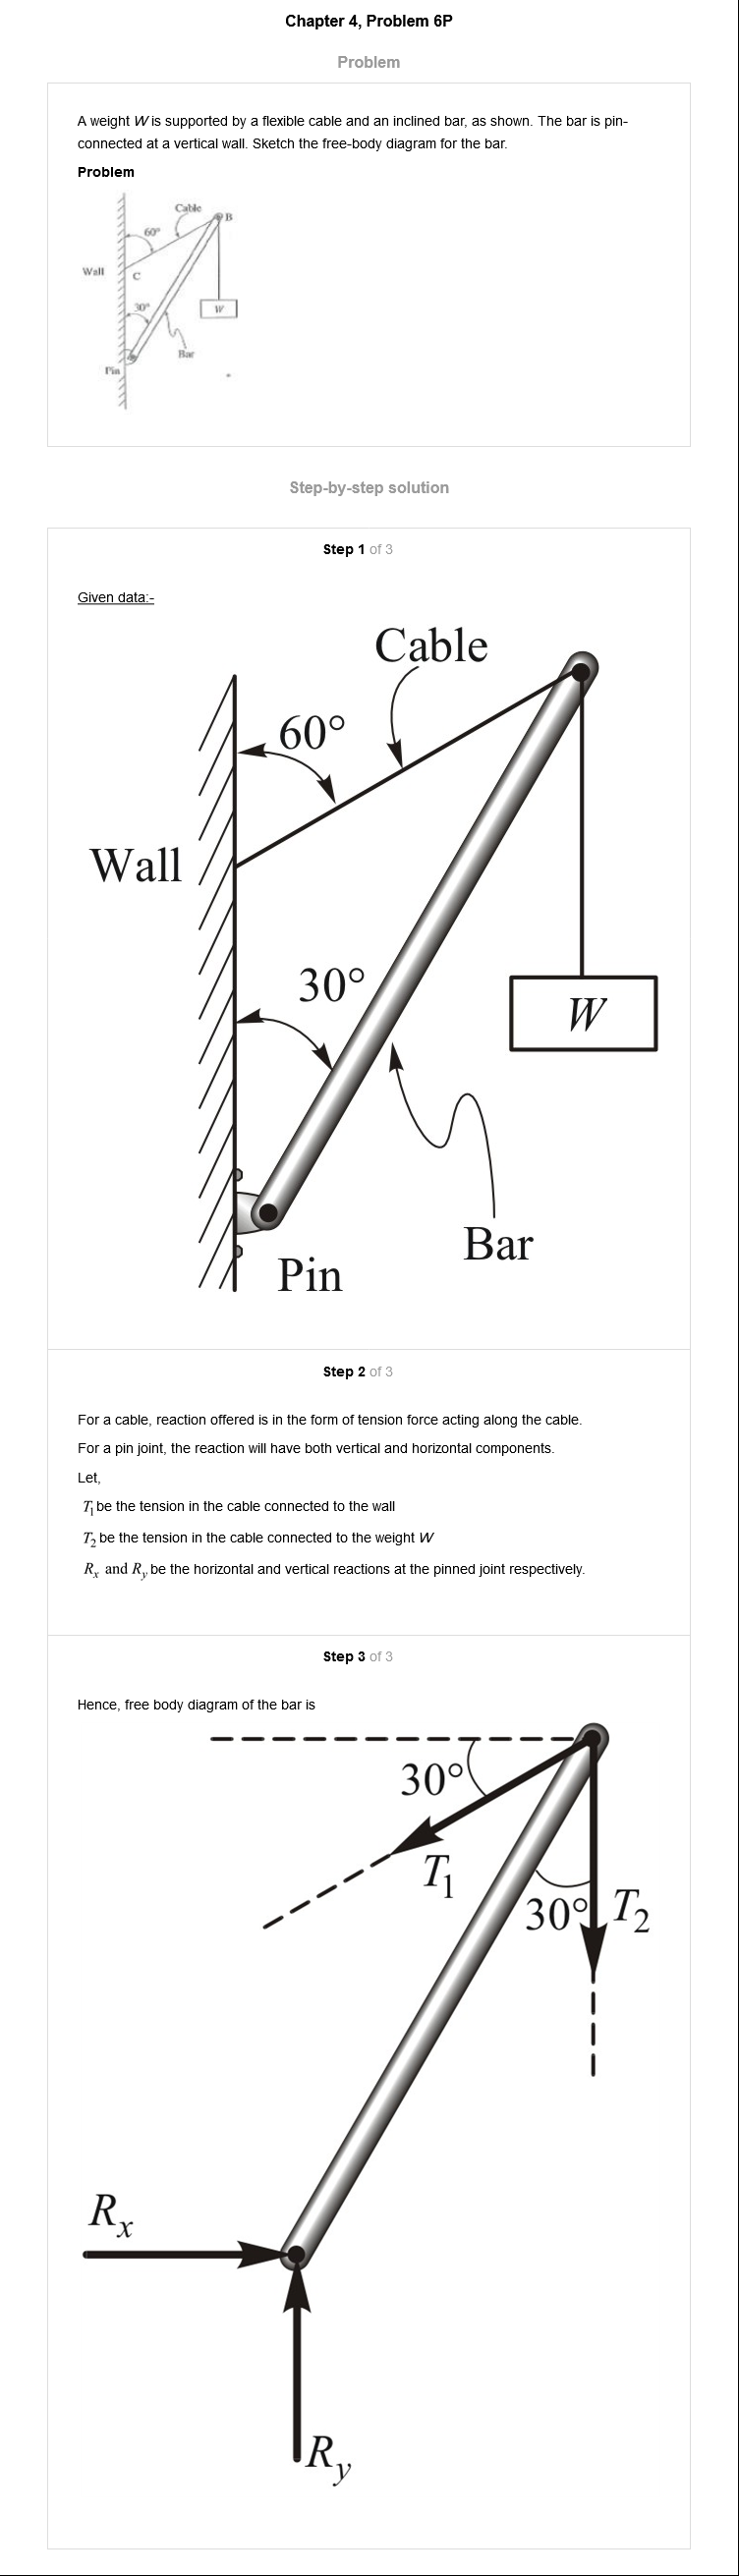 Chapter 4, Problem 6P
Problem
A weight W is supported by a flexible cable and an inclined bar, as shown. The bar is pin-
connected at a vertical wall. Sketch the free-body diagram for the bar.
Problem
Cable
B
60°
Wall
C
30°
W
Bar
Pin
Step-by-step solution
Step 1 of 3
Given data:-
Cable
60°
Wall
30°
W
Bar
Pin
Step 2 of 3
For a cable, reaction offered is in the form of tension force acting along the cable.
For a pin joint, the reaction will have both vertical and horizontal components.
Let,
T₁ be the tension in the cable connected to the wall
T₂ be the tension in the cable connected to the weight W
Rₓ and R_y be the horizontal and vertical reactions at the pinned joint respectively.
Step 3 of 3
Hence, free body diagram of the bar is
30°
T₁
30°
T₂
Rₓ
R_y